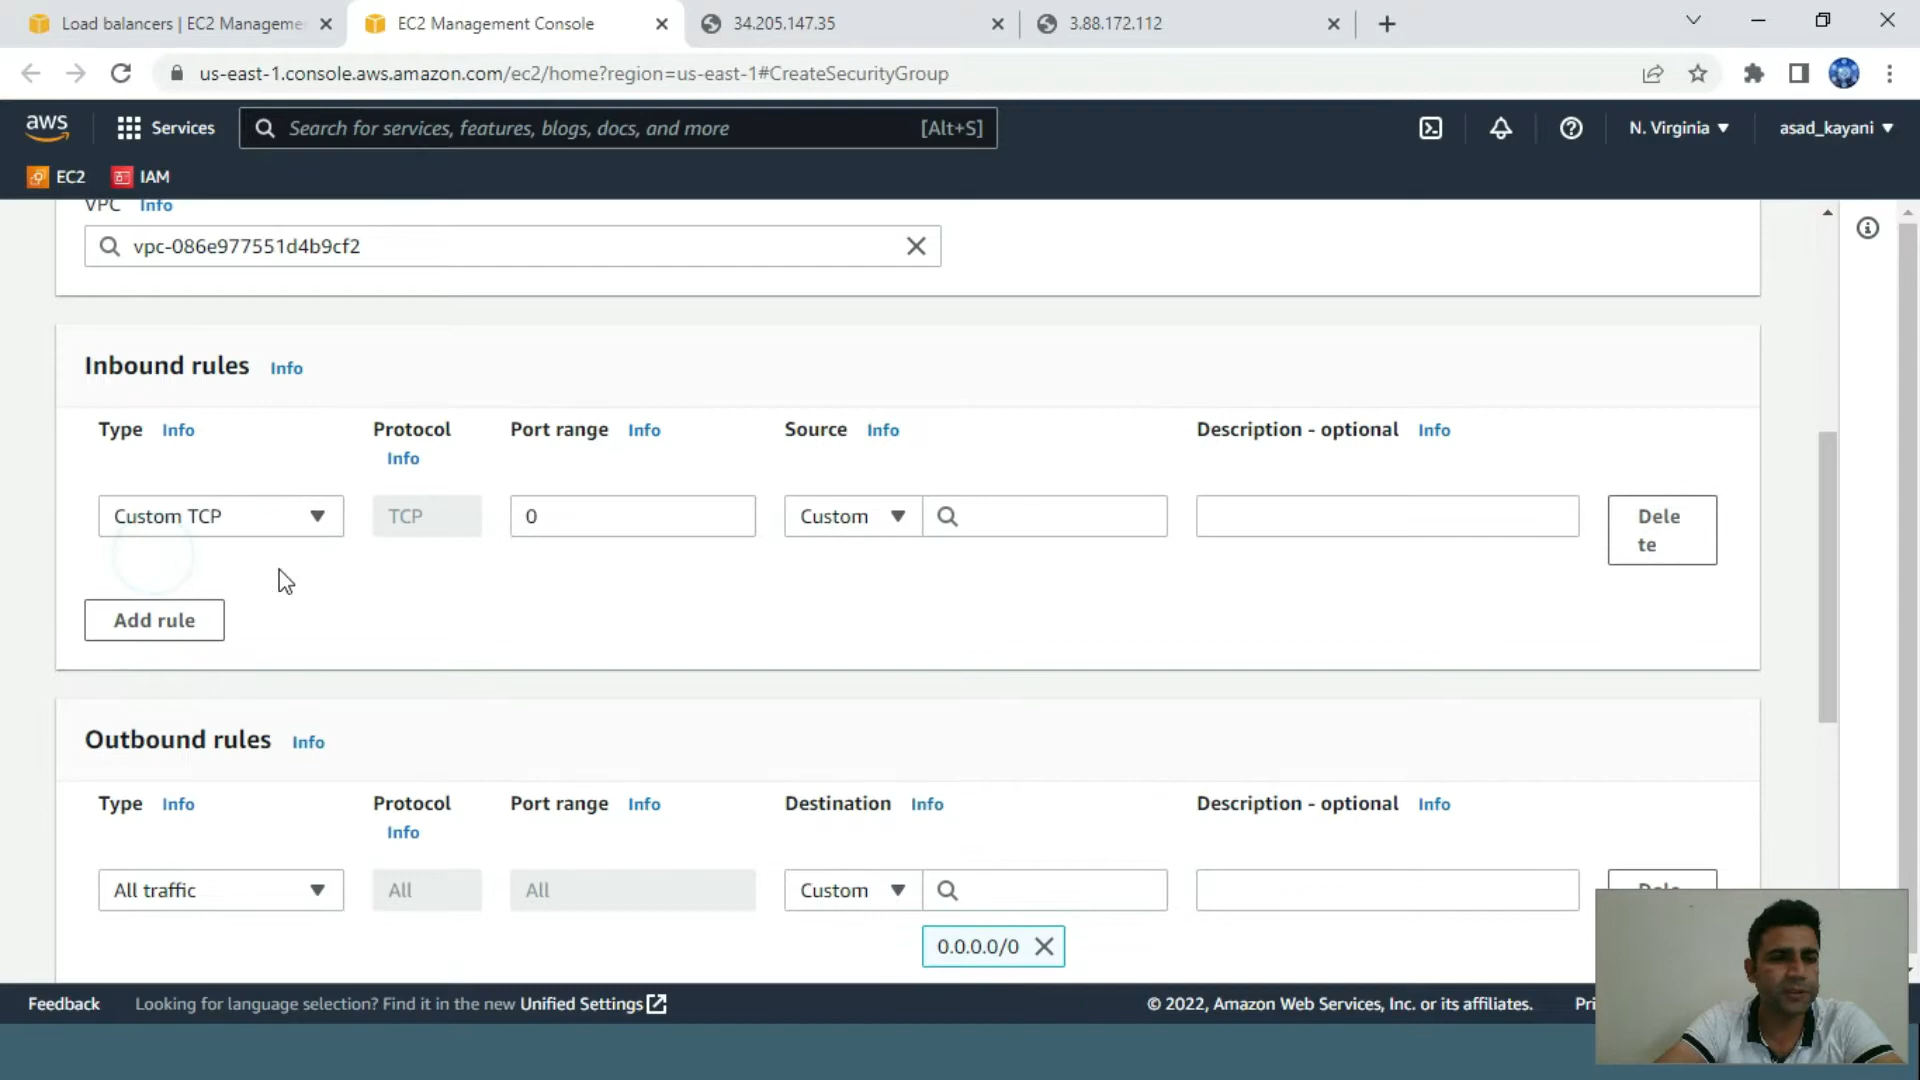 Load balancers | EC2 Manageme
EC2 Management Console
34.205.147.35
3.88.172.112
us-east-1.console.aws.amazon.com/ec2/home?region=us-east-1#CreateSecurityGroup
aws
Services
Search for services, features, blogs, docs, and more
[Alt+S]
N. Virginia
asad_kayani
EC2
IAM
VPC Info
vpc-086e977551d4b9cf2
Inbound rules Info
Type Info
Protocol
Info
Port range Info
Source Info
Description - optional Info
Custom TCP
TCP
0
Custom
Dele
te
Add rule
Outbound rules Info
Type Info
Protocol
Info
Port range Info
Destination Info
Description - optional Info
All traffic
All
All
Custom
Dele
0.0.0.0/0
Feedback
Looking for language selection? Find it in the new Unified Settings
© 2022, Amazon Web Services, Inc. or its affiliates.
Pri